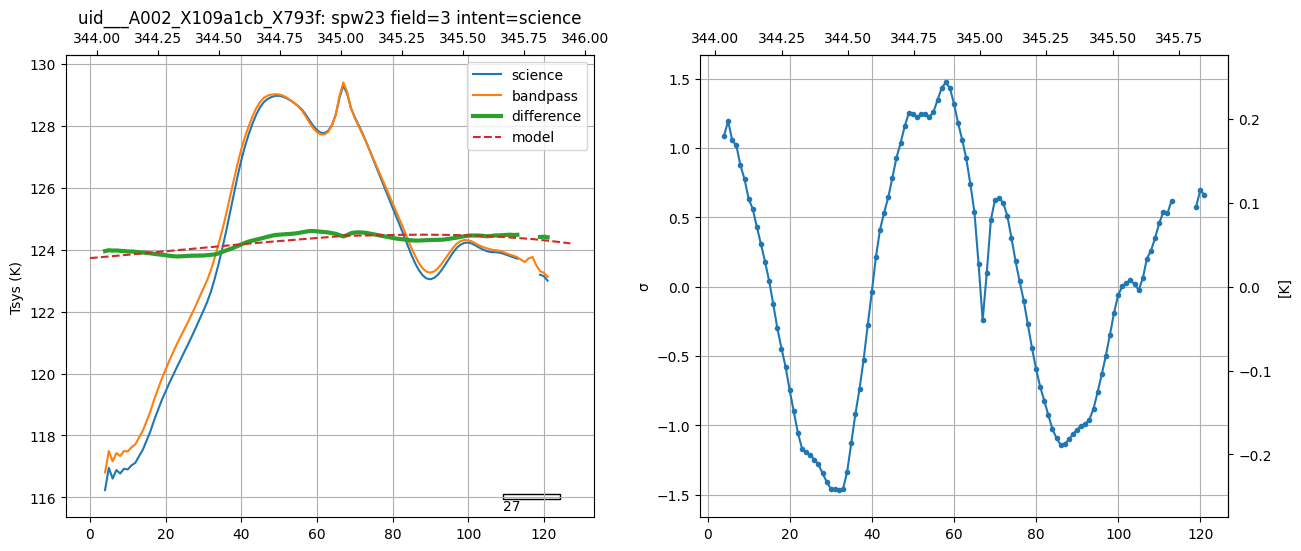 uid___A002_X109a1cb_X793f: spw23 field=3 intent=science
344.00 344.25 344.50 344.75 345.00 345.25 345.50 345.75 346.00
130
128
126
124
122
120
118
116
Tsys (K)
science
bandpass
difference
model
27
0 20 40 60 80 100 120
344.00 344.25 344.50 344.75 345.00 345.25 345.50 345.75
1.5
1.0
0.5
0.0
−0.5
−1.0
−1.5
σ
0.2
0.1
0.0
−0.1
−0.2
[K]
0 20 40 60 80 100 120